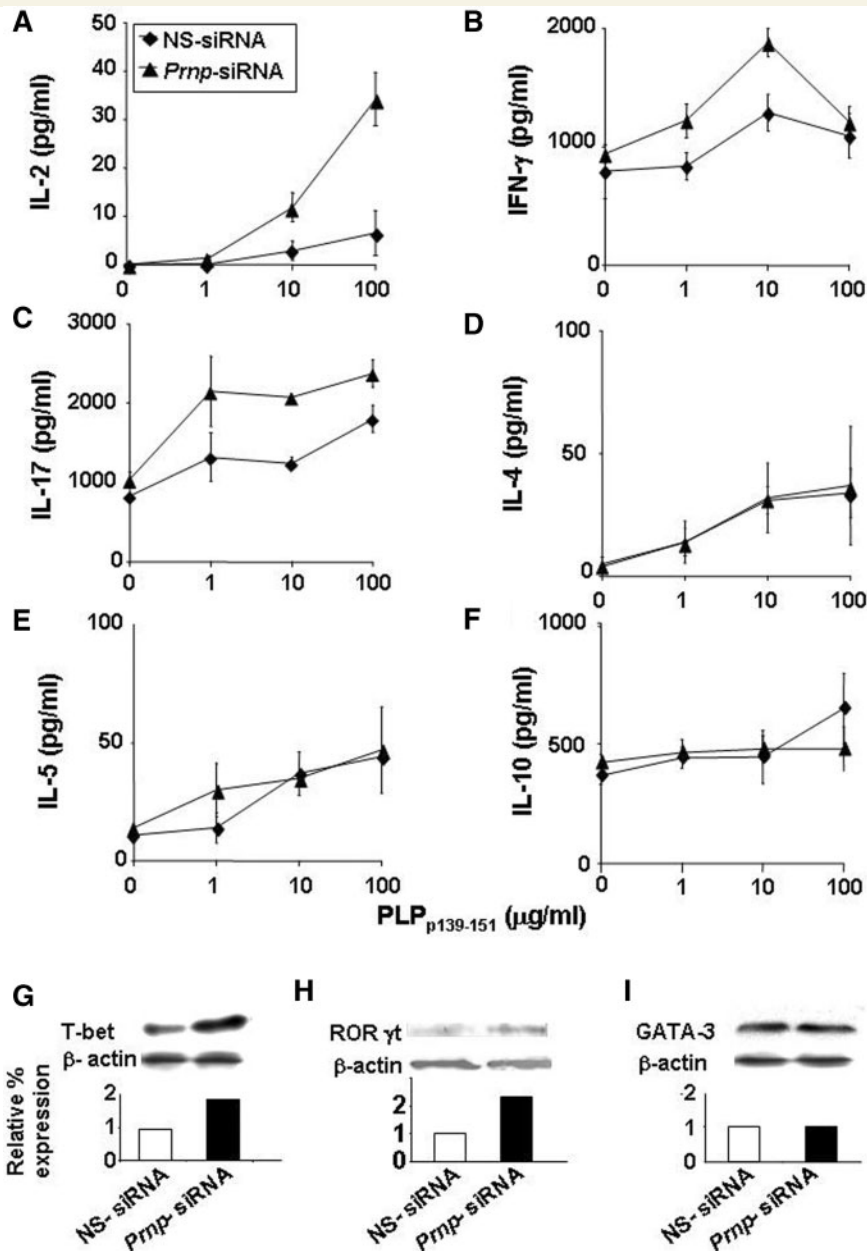 A
IL-2 (pg/ml)
50
40
30
20
10
0
0 1 10 100
NS-siRNA
Prnp-siRNA
B
IFN-γ (pg/ml)
2000
1000
0
0 1 10 100
C
IL-17 (pg/ml)
3000
2000
1000
0
0 1 10 100
D
IL-4 (pg/ml)
100
50
0
0 1 10 100
E
IL-5 (pg/ml)
100
50
0
0 1 10 100
F
IL-10 (pg/ml)
1000
500
0
0 1 10 100
PLPp139-151 (μg/ml)
G
T-bet
β- actin
Relative %
expression
2
1
0
NS- siRNA
Prnp- siRNA
H
ROR γt
β-actin
2
1
0
NS- siRNA
Prnp- siRNA
I
GATA-3
β-actin
2
1
0
NS- siRNA
Prnp- siRNA